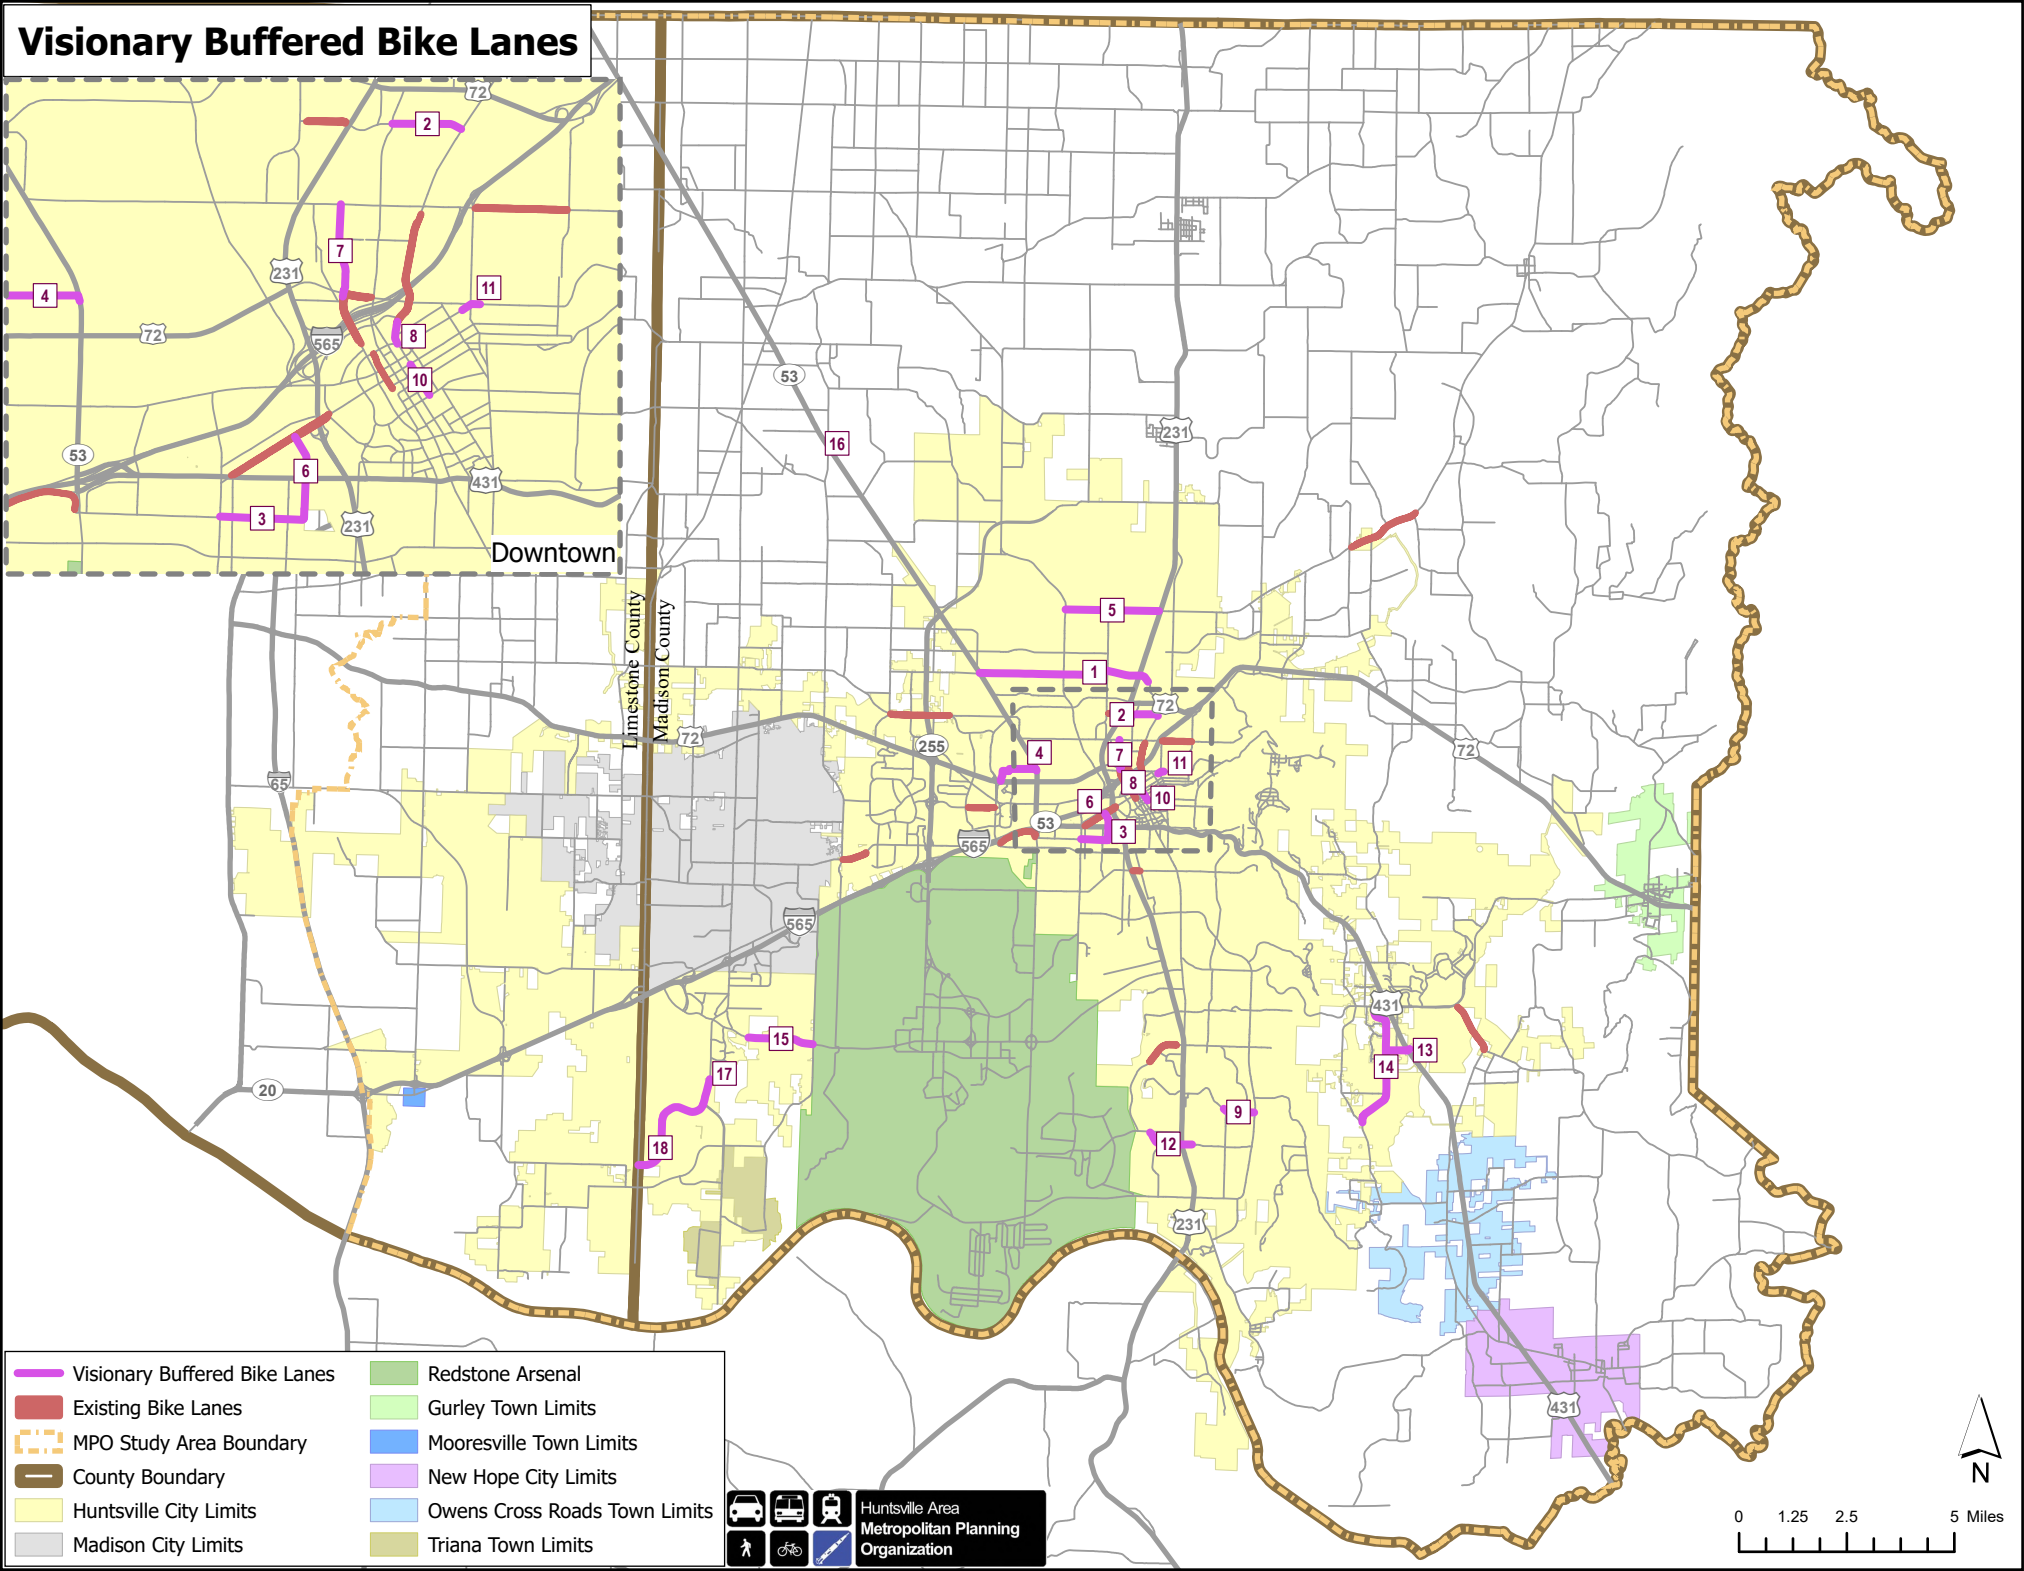 Visionary Buffered Bike Lanes
72
2
7
231
4
11
72
565
8
10
53
6
431
3
231
Downtown
53
16
231
Limestone County
Madison County
5
1
72
2
72
255
4
7
11
72
65
8
10
6
53
3
565
565
431
15
13
17
14
20
9
12
18
231
431
Visionary Buffered Bike Lanes
Existing Bike Lanes
MPO Study Area Boundary
County Boundary
Huntsville City Limits
Madison City Limits
Redstone Arsenal
Gurley Town Limits
Mooresville Town Limits
New Hope City Limits
Owens Cross Roads Town Limits
Triana Town Limits
Huntsville Area
Metropolitan Planning
Organization
N
0 1.25 2.5 5 Miles